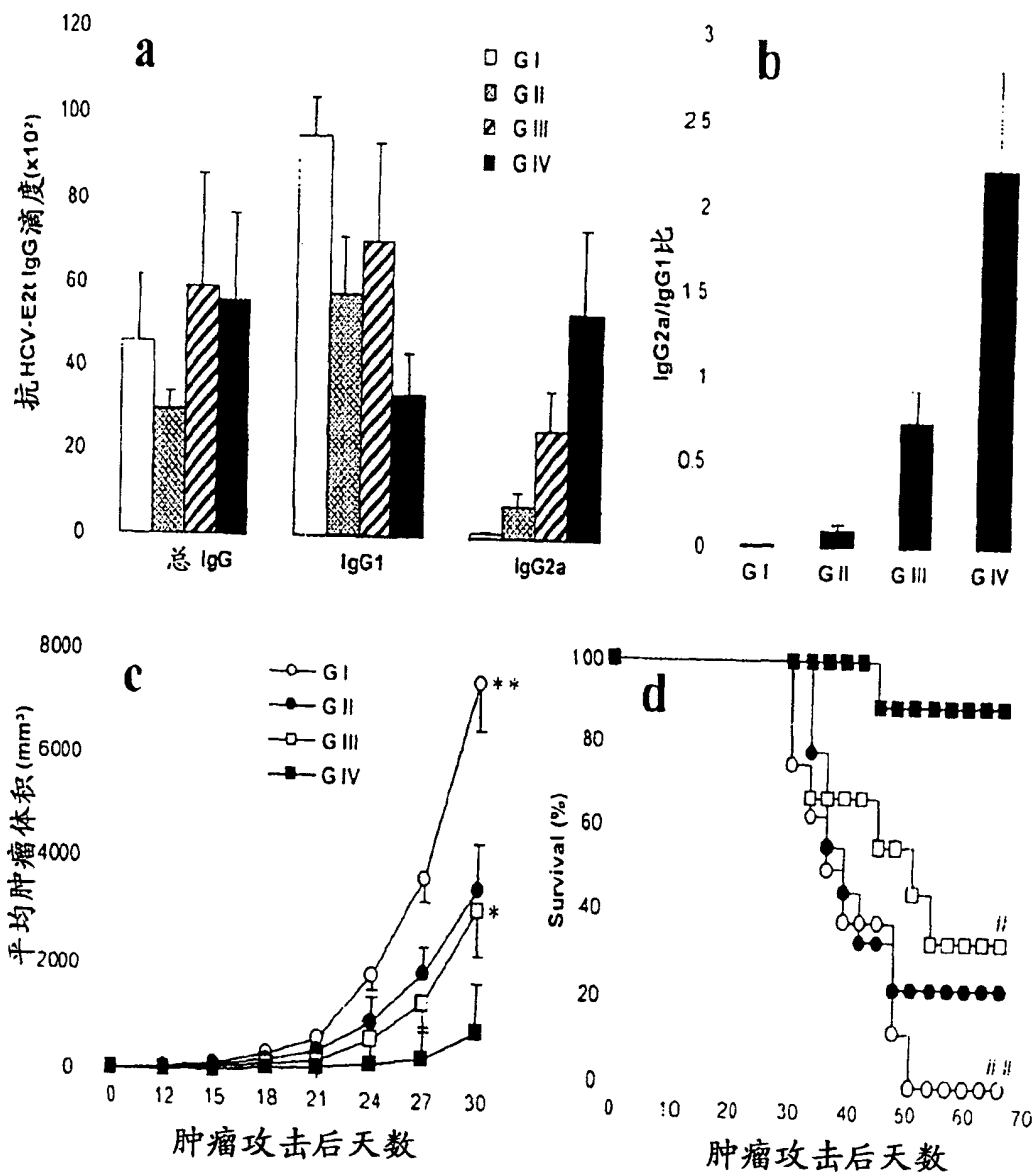 a
抗HCV-E2t IgG滴度(x10²)
120
100
80
60
40
20
0
G I
G II
G III
G IV
总 IgG
IgG1
IgG2a
b
IgG2a/IgG1比
3
2.5
2
1.5
1
0.5
0
G I
G II
G III
G IV
c
平均肿瘤体积(mm³)
8000
6000
4000
2000
0
G I
G II
G III
G IV
**
*
0 12 15 18 21 24 27 30
肿瘤攻击后天数
d
Survival (%)
100
80
60
40
20
0
0 10 20 30 40 50 60 70
肿瘤攻击后天数